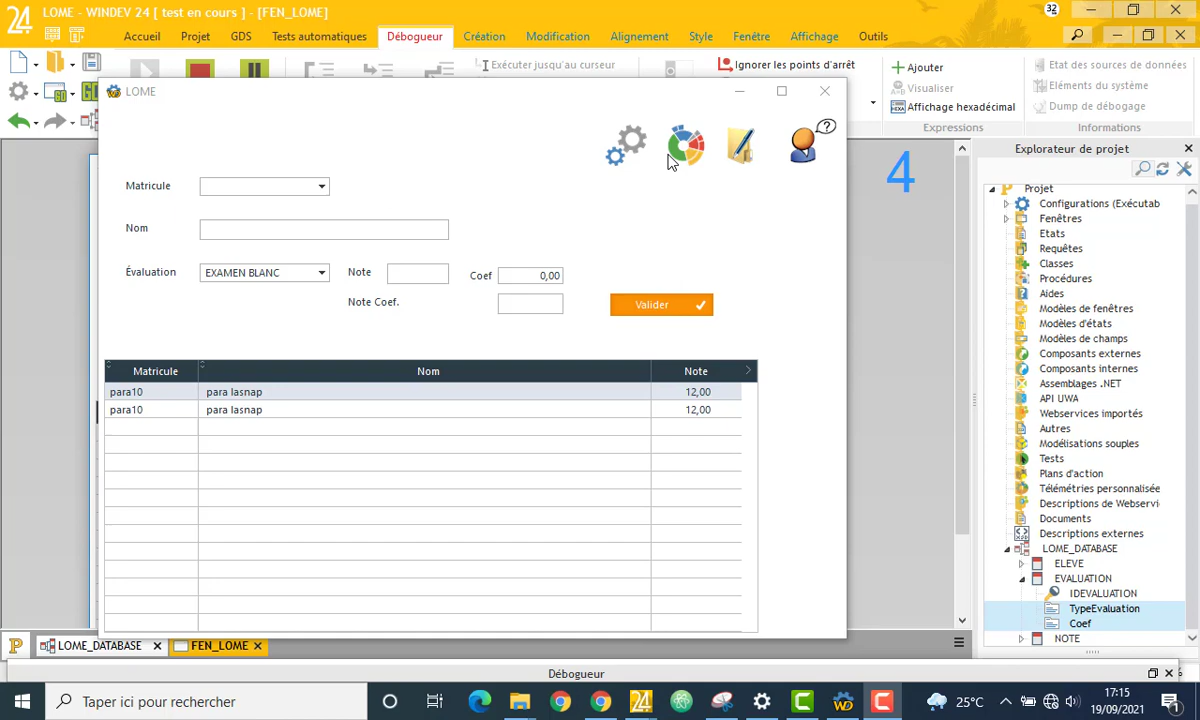 24 LOME - WINDEV 24 [ test en cours ] - [FEN_LOME] 32
Accueil Projet GDS Tests automatiques Débogueur Création Modification Alignement Style Fenêtre Affichage Outils
Exécuter jusqu'au curseur
Ignorer les points d'arrêt
Ajouter
Visualiser
Affichage hexadécimal
Expressions
Etat des sources de données
Eléments du système
Dump de débogage
Informations
GO
LOME
4
Matricule
Nom
Évaluation EXAMEN BLANC Note Coef 0,00
Note Coef. Valider
Matricule Nom Note
para10 para lasnap 12,00
para10 para lasnap 12,00
Explorateur de projet
Projet
Configurations (Exécutab
Fenêtres
Etats
Requêtes
Classes
Procédures
Aides
Modèles de fenêtres
Modèles d'états
Modèles de champs
Composants externes
Composants internes
Assemblages .NET
API UWA
Webservices importés
Autres
Modélisations souples
Tests
Plans d'action
Télémétries personnalisée
Descriptions de Webservi
Documents
Descriptions externes
LOME_DATABASE
ELEVE
EVALUATION
IDEVALUATION
TypeEvaluation
Coef
NOTE
LOME_DATABASE FEN_LOME
Débogueur
Taper ici pour rechercher
24
WD
25°C
17:15
19/09/2021
1